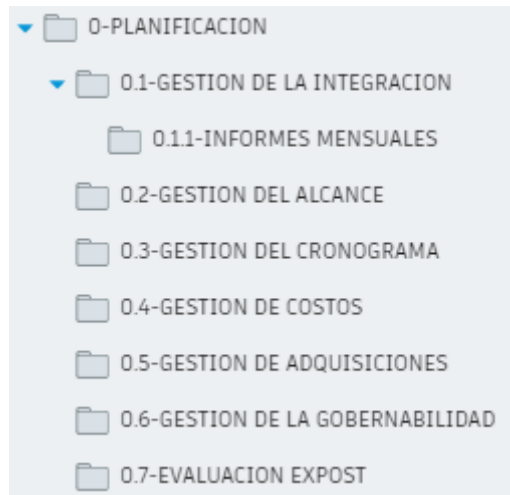 0-PLANIFICACION
0.1-GESTION DE LA INTEGRACION
0.1.1-INFORMES MENSUALES
0.2-GESTION DEL ALCANCE
0.3-GESTION DEL CRONOGRAMA
0.4-GESTION DE COSTOS
0.5-GESTION DE ADQUISICIONES
0.6-GESTION DE LA GOBERNABILIDAD
0.7-EVALUACION EXPOST